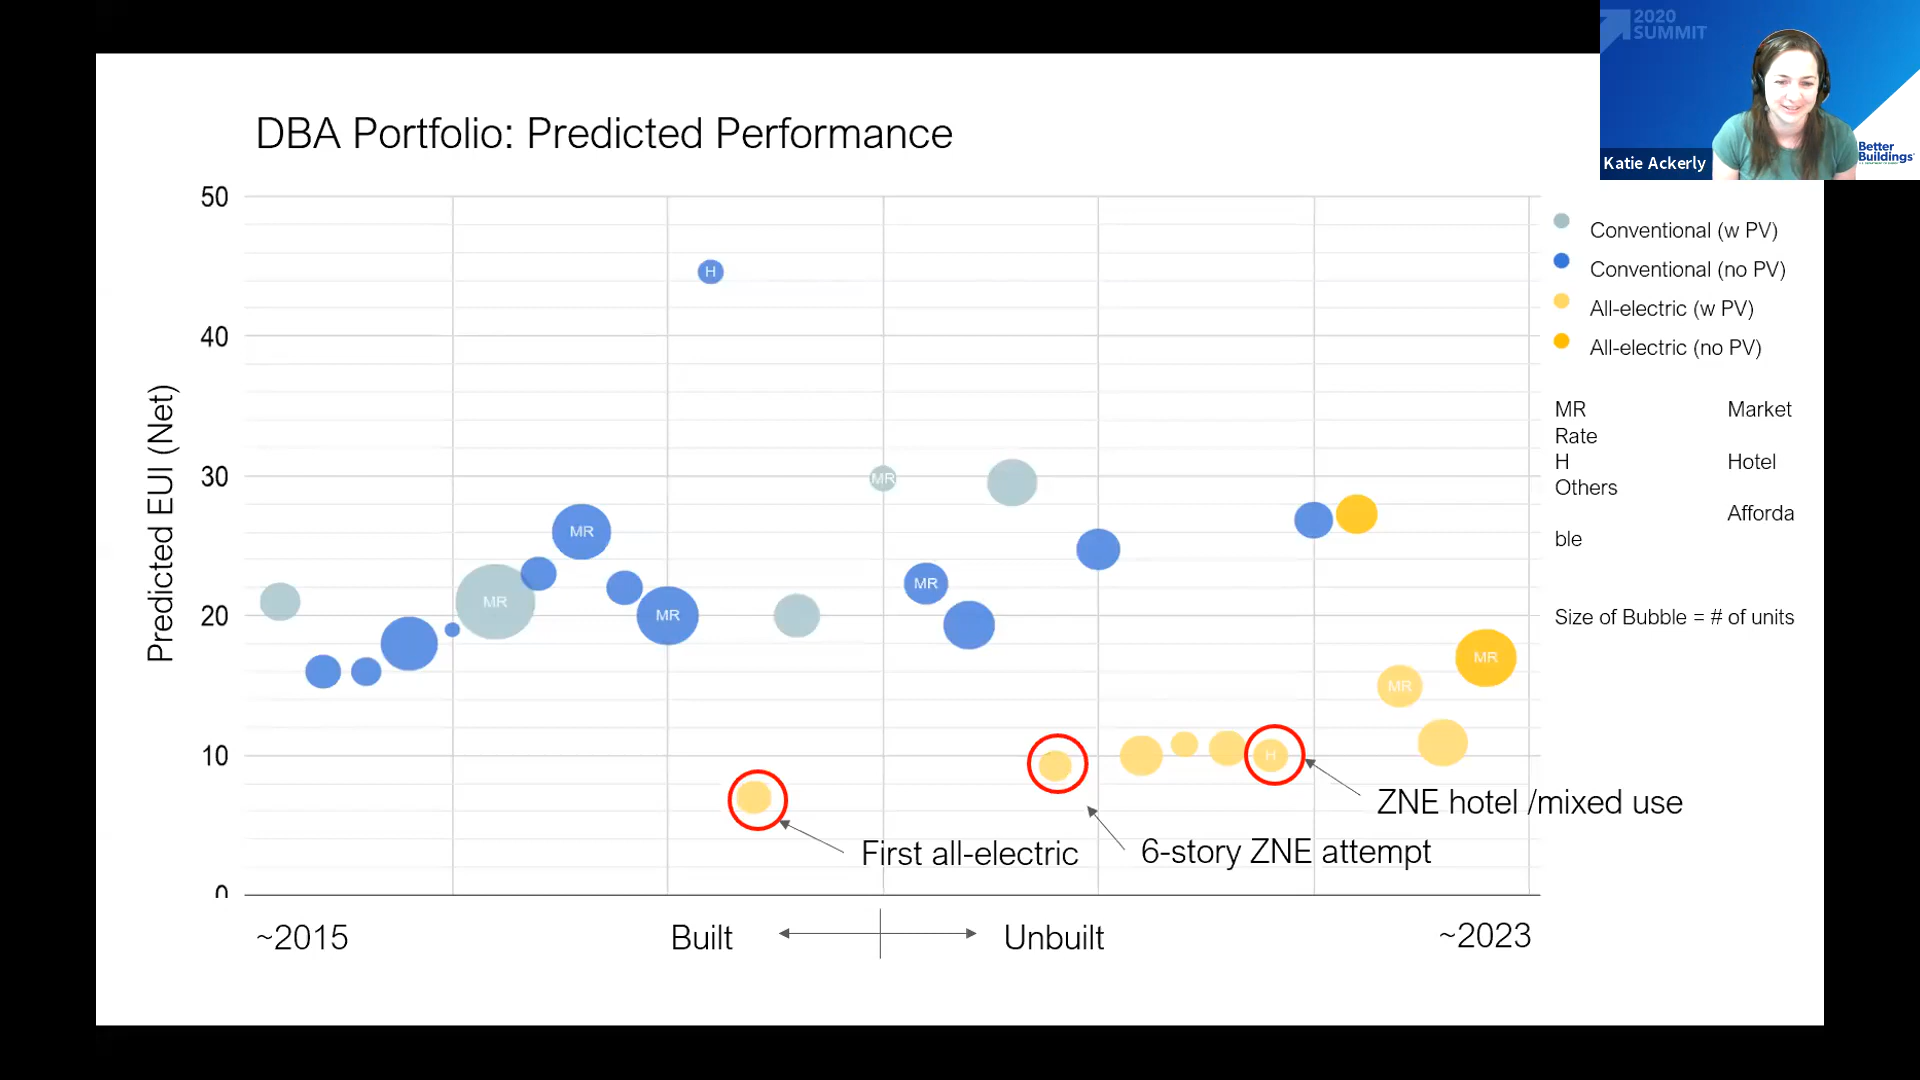 2020
SUMMIT
Katie Ackerly
Better
Buildings
DBA Portfolio: Predicted Performance
Predicted EUI (Net)
50
40
30
20
10
0
H
MR
MR
MR
MR
MR
H
MR
MR
Conventional (w PV)
Conventional (no PV)
All-electric (w PV)
All-electric (no PV)
MR Market
Rate
H Hotel
Others
Afforda
ble
Size of Bubble = # of units
First all-electric
6-story ZNE attempt
ZNE hotel /mixed use
~2015
Built
Unbuilt
~2023